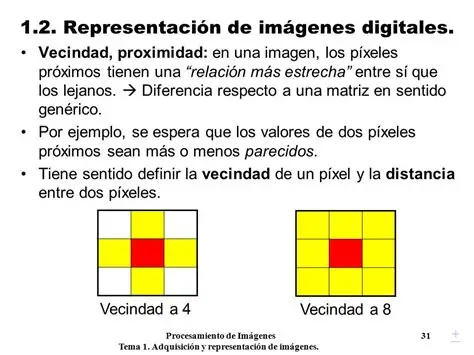 1.2. Representación de imágenes digitales.
• Vecindad, proximidad: en una imagen, los píxeles
próximos tienen una “relación más estrecha” entre sí que
los lejanos. → Diferencia respecto a una matriz en sentido
genérico.
• Por ejemplo, se espera que los valores de dos píxeles
próximos sean más o menos parecidos.
• Tiene sentido definir la vecindad de un píxel y la distancia
entre dos píxeles.
Vecindad a 4
Vecindad a 8
Procesamiento de Imágenes
31
Tema 1. Adquisición y representación de imágenes.